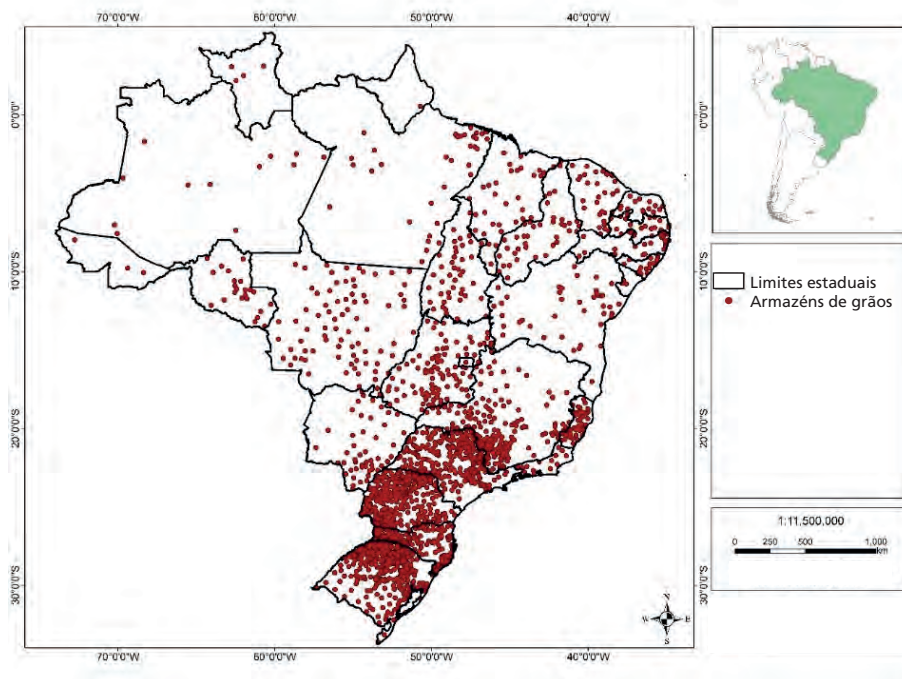 70°0'0"W 60°0'0"W 50°0'0"W 40°0'0"W
0°0'0" 0°0'0"
10°0'0"S 10°0'0"S
20°0'0"S 20°0'0"S
30°0'0"S 30°0'0"S
70°0'0"W 60°0'0"W 50°0'0"W 40°0'0"W
N
W E
S
Limites estaduais
Armazéns de grãos
1:11.500.000
0 250 500 1,000
km